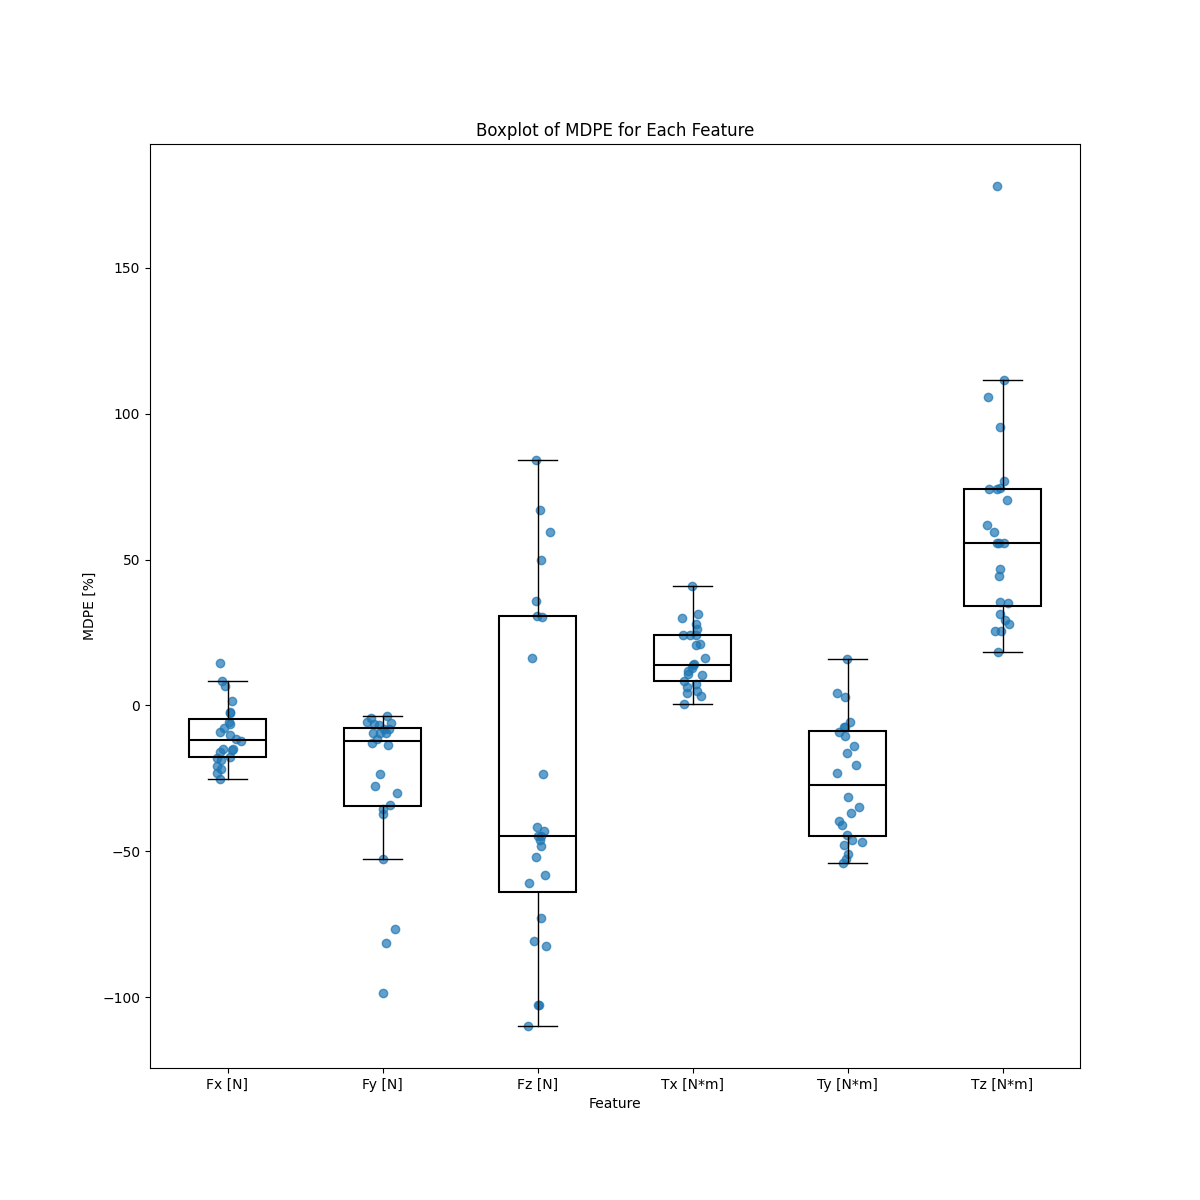 Boxplot of MDPE for Each Feature
MDPE [%]
150
100
50
0
−50
−100
Fx [N]
Fy [N]
Fz [N]
Tx [N*m]
Ty [N*m]
Tz [N*m]
Feature